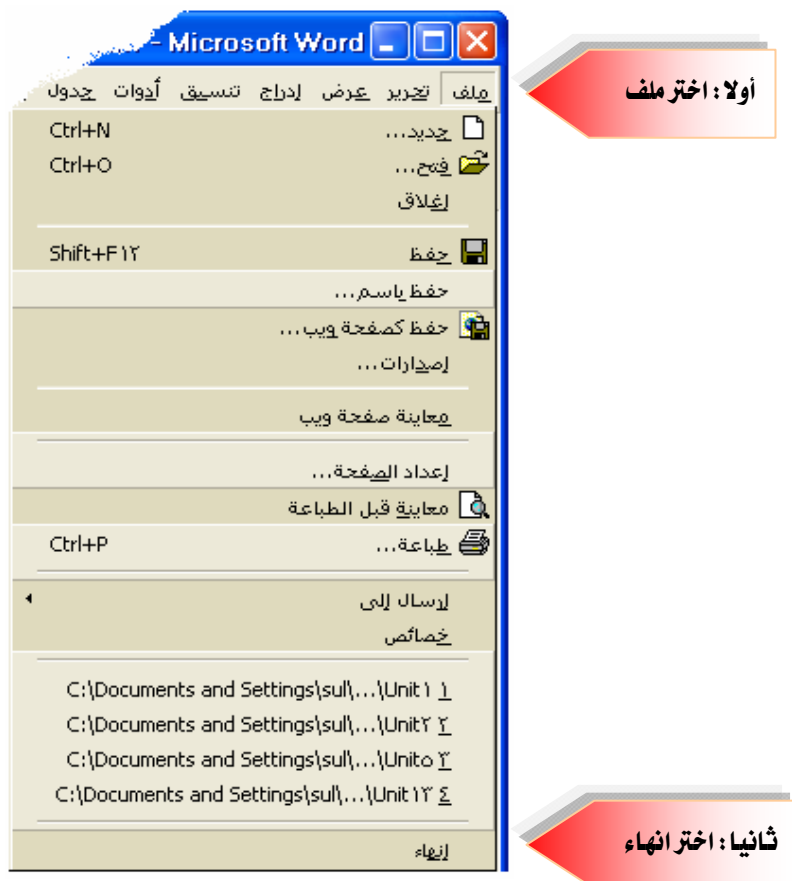 - Microsoft Word
ملف تحرير عرض إدراج تنسيق أدوات جدول
أولا : اختر ملف
جديد... Ctrl+N
فتح... Ctrl+O
إغلاق
حفظ Shift+F١٢
حفظ باسم...
حفظ كصفحة ويب...
إصدارات...
معاينة صفحة ويب
إعداد الصفحة...
معاينة قبل الطباعة
طباعة... Ctrl+P
إرسال إلى
خصائص
١ C:\Documents and Settings\sul\...\Unit١
٢ C:\Documents and Settings\sul\...\Unit٢
٣ C:\Documents and Settings\sul\...\Unit٥
٤ C:\Documents and Settings\sul\...\Unit١٣
إنهاء
ثانيا : اختر انهاء